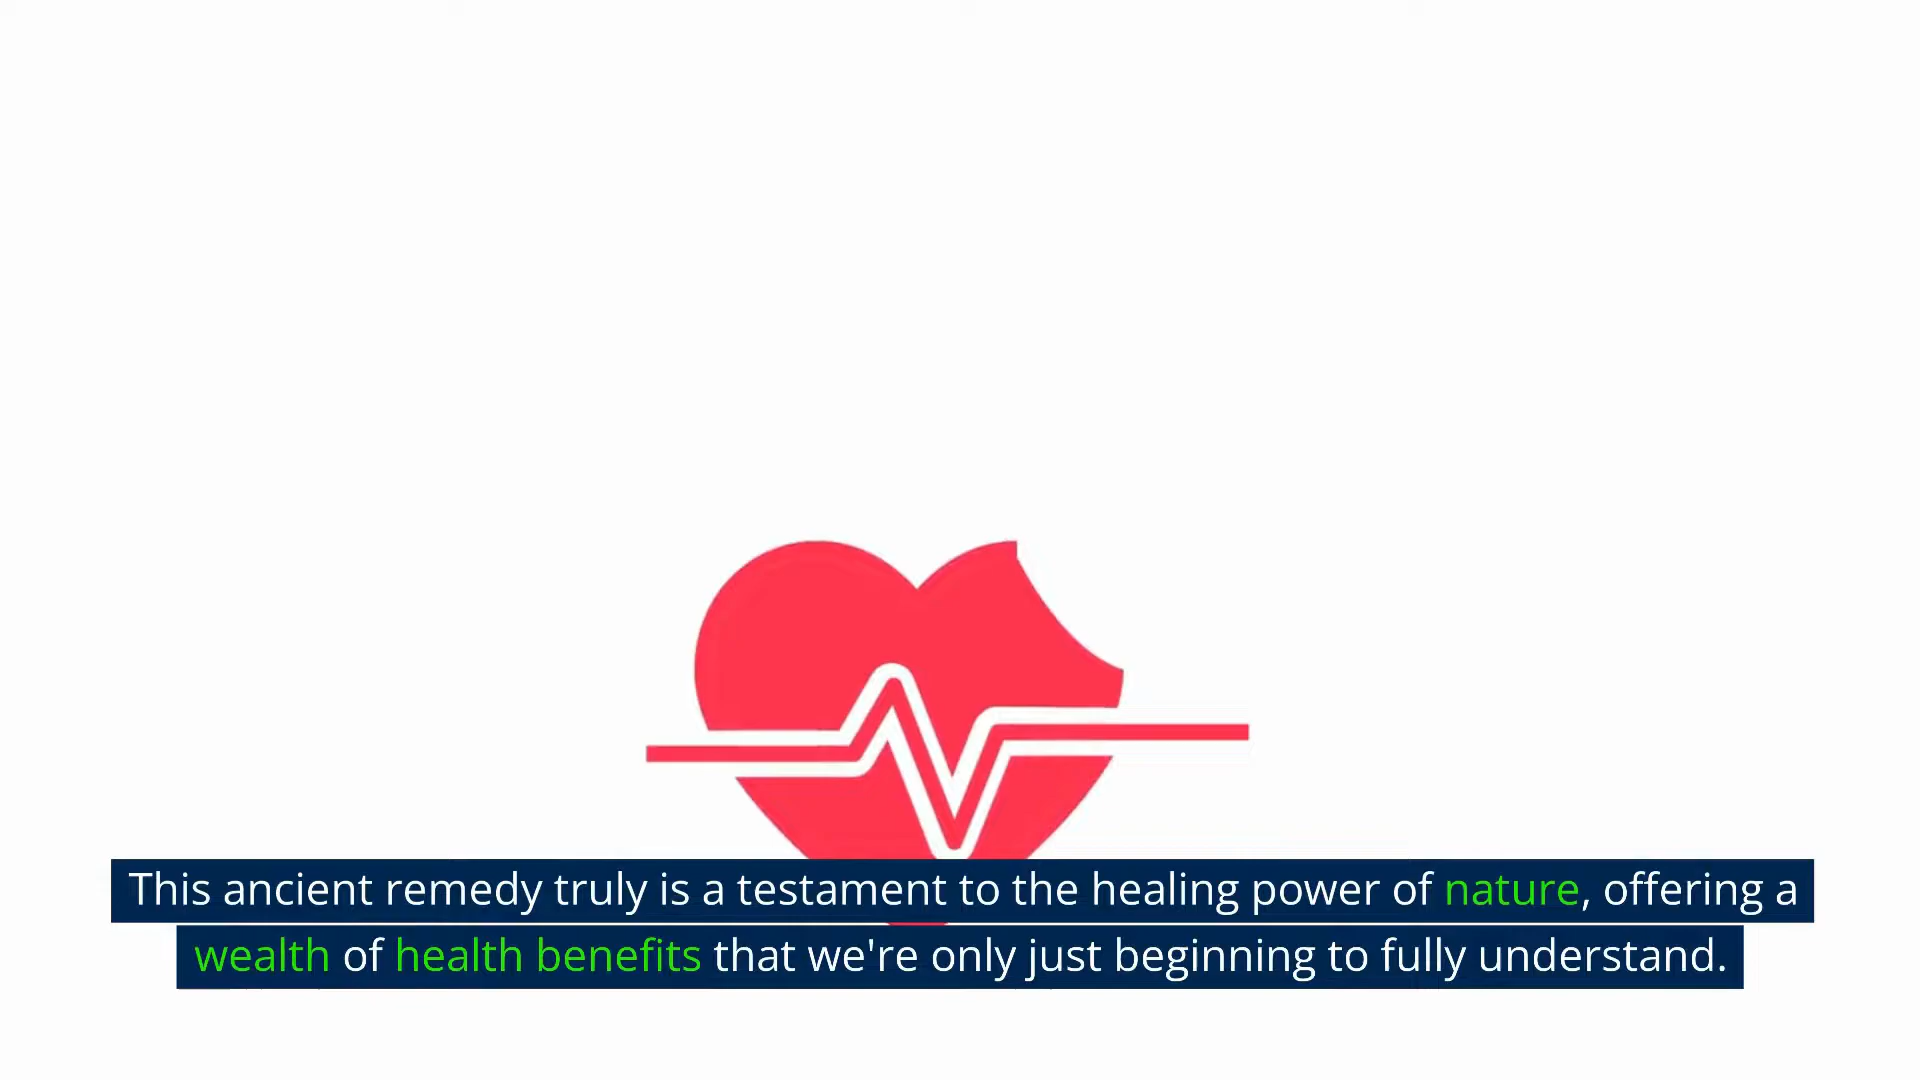 This ancient remedy truly is a testament to the healing power of nature, offering a
wealth of health benefits that we're only just beginning to fully understand.